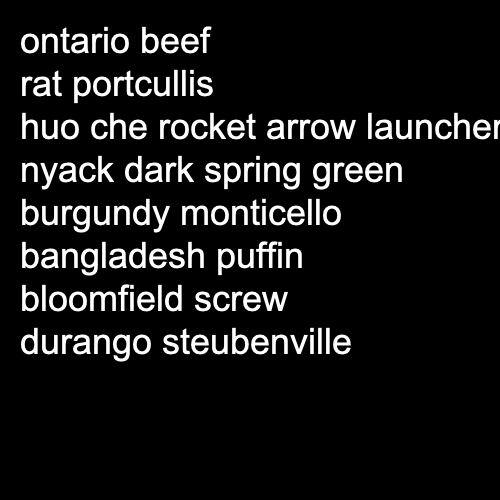 ontario beef
rat portcullis
huo che rocket arrow launcher
nyack dark spring green
burgundy monticello
bangladesh puffin
bloomfield screw
durango steubenville